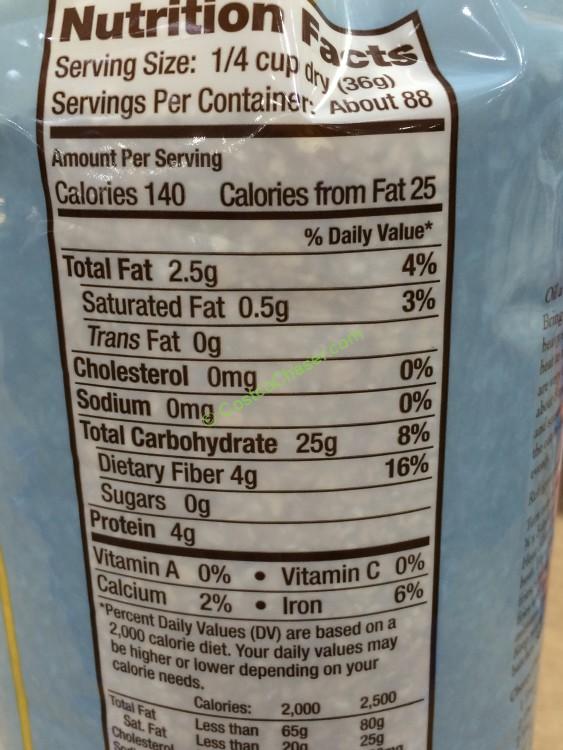 Nutrition Facts
Serving Size: 1/4 cup dry (36g)
Servings Per Container About 88
Amount Per Serving
Calories 140 Calories from Fat 25
% Daily Value*
Total Fat 2.5g 4%
Saturated Fat 0.5g 3%
Trans Fat 0g
Cholesterol 0mg 0%
Sodium 0mg 0%
© CostcoChaser.com
Total Carbohydrate 25g 8%
Dietary Fiber 4g 16%
Sugars 0g
Protein 4g
Vitamin A 0% • Vitamin C 0%
Calcium 2% • Iron 6%
*Percent Daily Values (DV) are based on a
2,000 calorie diet. Your daily values may
be higher or lower depending on your
calorie needs.
Calories: 2,000 2,500
Total Fat Less than 65g 80g
Sat. Fat Less than 20g 25g
Cholesterol